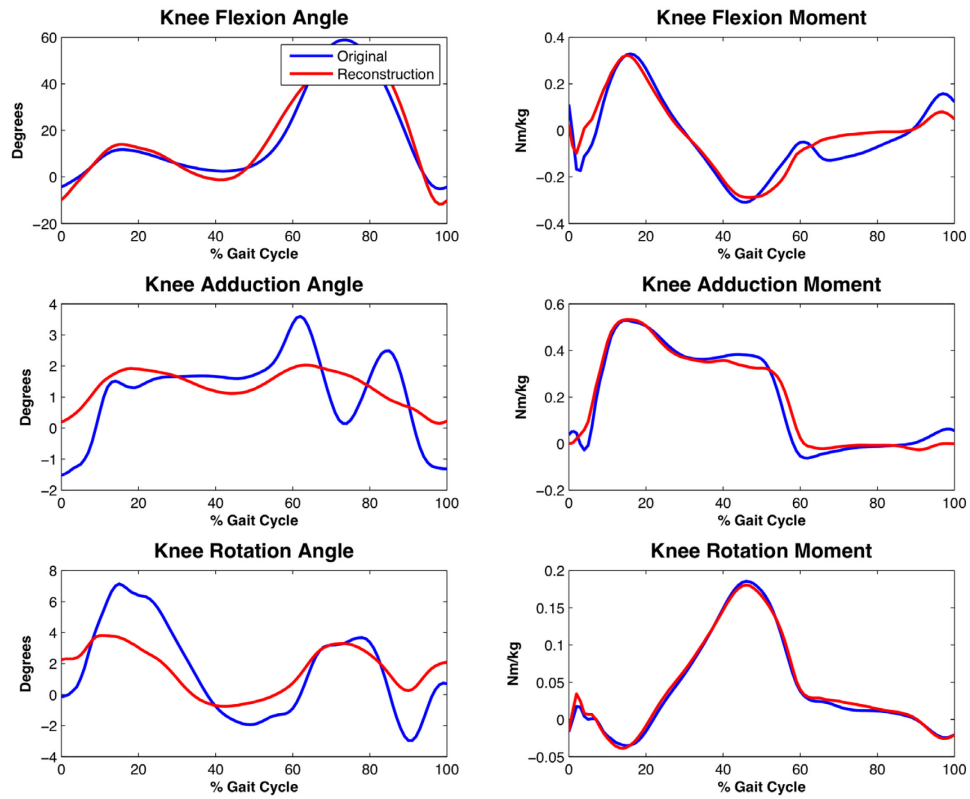 Knee Flexion Angle
60
40
20
0
−20
Degrees
Original
Reconstruction
0 20 40 60 80 100
% Gait Cycle
Knee Flexion Moment
0.4
0.2
0
−0.2
−0.4
Nm/kg
0 20 40 60 80 100
% Gait Cycle
Knee Adduction Angle
4
3
2
1
0
−1
−2
Degrees
0 20 40 60 80 100
% Gait Cycle
Knee Adduction Moment
0.6
0.4
0.2
0
−0.2
Nm/kg
0 20 40 60 80 100
% Gait Cycle
Knee Rotation Angle
8
6
4
2
0
−2
−4
Degrees
0 20 40 60 80 100
% Gait Cycle
Knee Rotation Moment
0.2
0.15
0.1
0.05
0
−0.05
Nm/kg
0 20 40 60 80 100
% Gait Cycle